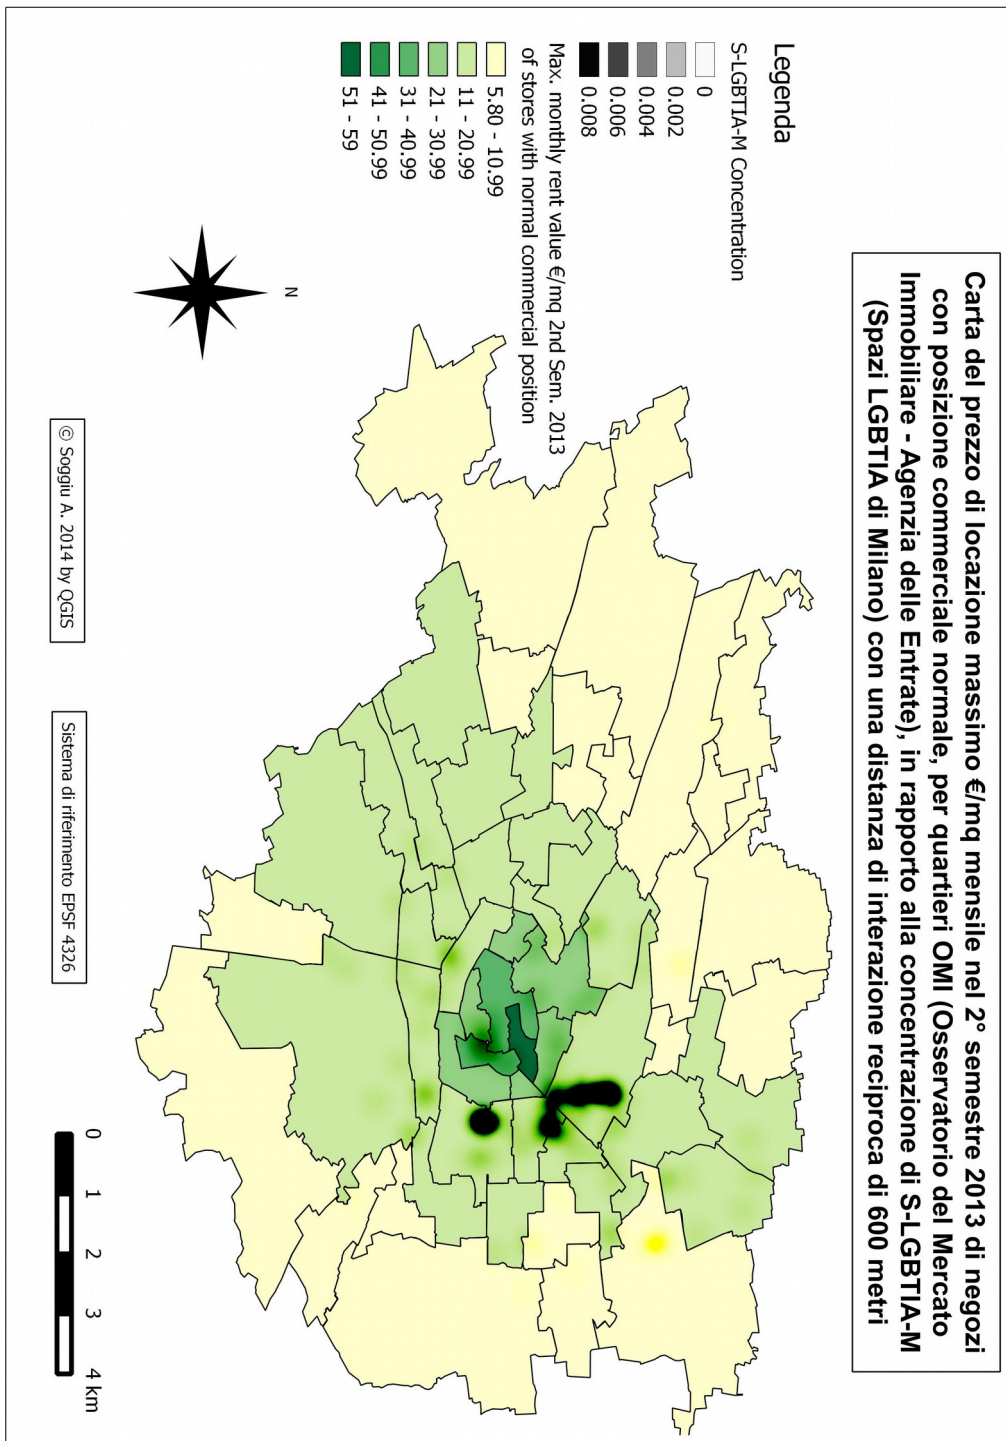 Carta del prezzo di locazione massimo €/mq mensile nel 2° semestre 2013 di negozi
con posizione commerciale normale, per quartieri OMI (Osservatorio del Mercato
Immobiliare - Agenzia delle Entrate), in rapporto alla concentrazione di S-LGBTIA-M
(Spazi LGBTIA di Milano) con una distanza di interazione reciproca di 600 metri
Legenda
S-LGBTIA-M Concentration
0
0.002
0.004
0.006
0.008
Max. monthly rent value €/mq 2nd Sem. 2013
of stores with normal commercial position
5.80 - 10.99
11 - 20.99
21 - 30.99
31 - 40.99
41 - 50.99
51 - 59
N
© Soggiu A. 2014 by QGIS
Sistema di riferimento EPSF 4326
0 1 2 3 4 km